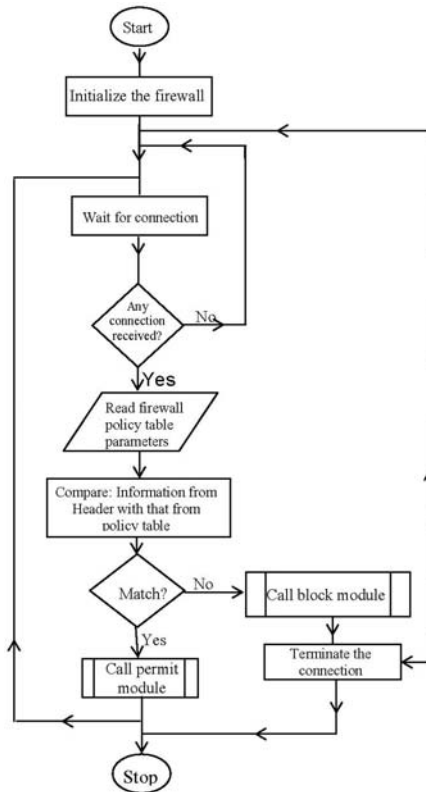 Start
Initialize the firewall
Wait for connection
Any
connection
received?
No
Yes
Read firewall
policy table
parameters
Compare: Information from
Header with that from
policy table
Match?
No
Call block module
Yes
Call permit
module
Terminate the
connection
Stop